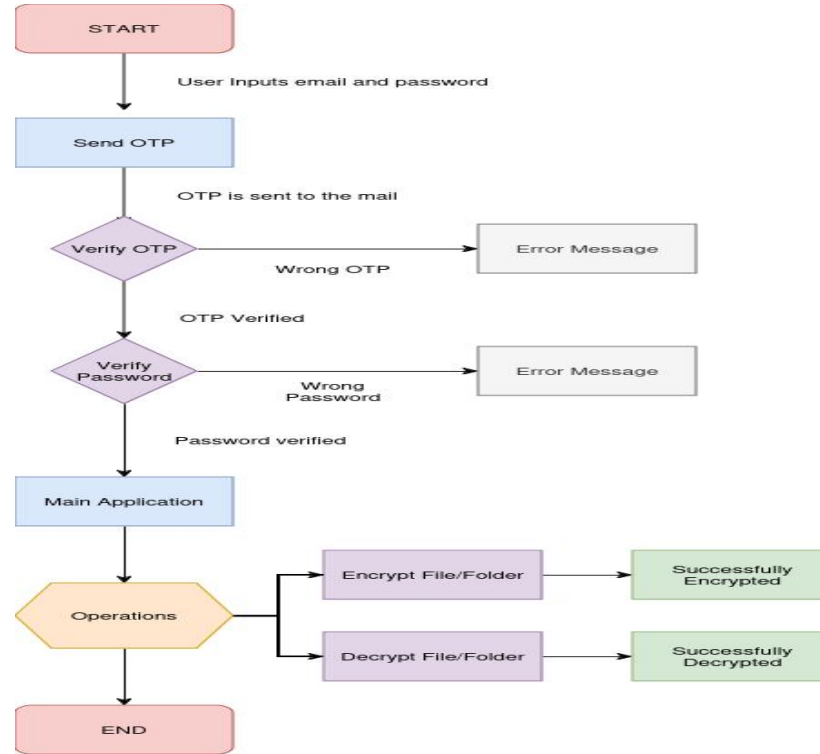 START
User Inputs email and password
Send OTP
OTP is sent to the mail
Verify OTP
Wrong OTP
Error Message
OTP Verified
Verify
Password
Wrong
Password
Error Message
Password verified
Main Application
Operations
Encrypt File/Folder
Successfully
Encrypted
Decrypt File/Folder
Successfully
Decrypted
END